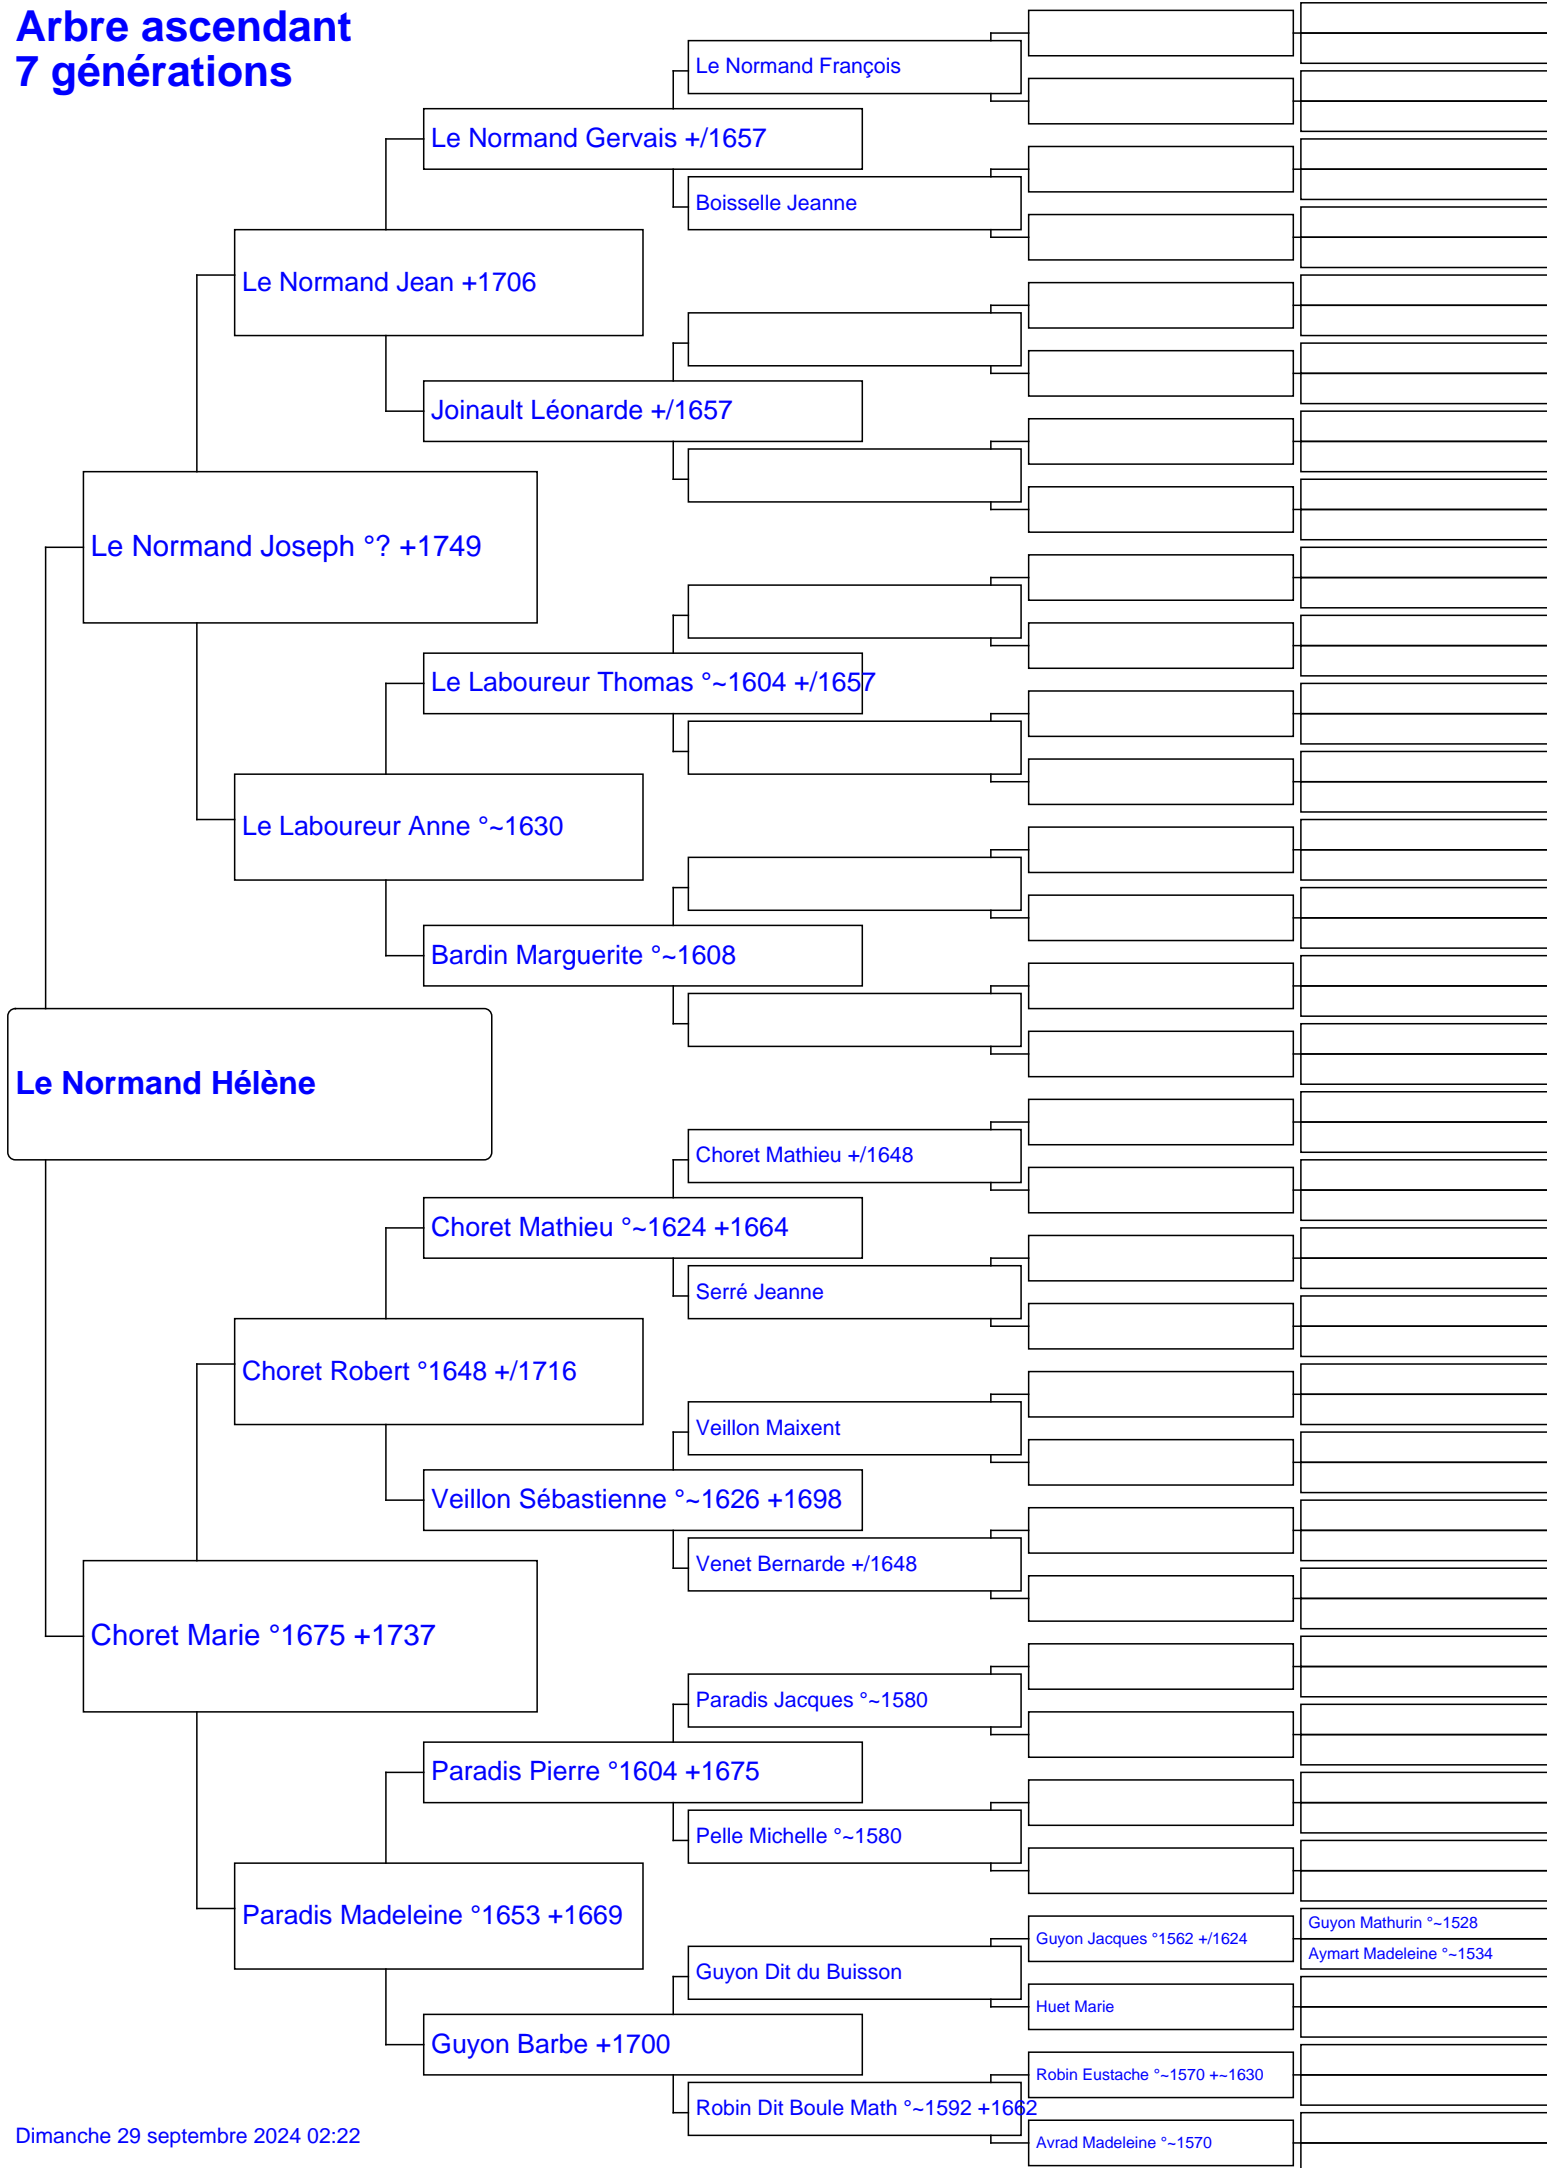 Arbre ascendant
7 générations
Le Normand François
Le Normand Gervais +/1657
Boisselle Jeanne
Le Normand Jean +1706
Joinault Léonarde +/1657
Le Normand Joseph °? +1749
Le Laboureur Thomas °~1604 +/1657
Le Laboureur Anne °~1630
Bardin Marguerite °~1608
Le Normand Hélène
Choret Mathieu +/1648
Choret Mathieu °~1624 +1664
Serré Jeanne
Choret Robert °1648 +/1716
Veillon Maixent
Veillon Sébastienne °~1626 +1698
Venet Bernarde +/1648
Choret Marie °1675 +1737
Paradis Jacques °~1580
Paradis Pierre °1604 +1675
Pelle Michelle °~1580
Paradis Madeleine °1653 +1669
Guyon Mathurin °~1528
Guyon Jacques °1562 +/1624
Aymart Madeleine °~1534
Guyon Dit du Buisson
Huet Marie
Guyon Barbe +1700
Robin Eustache °~1570 +~1630
Robin Dit Boule Math °~1592 +1662
Avrad Madeleine °~1570
Dimanche 29 septembre 2024 02:22